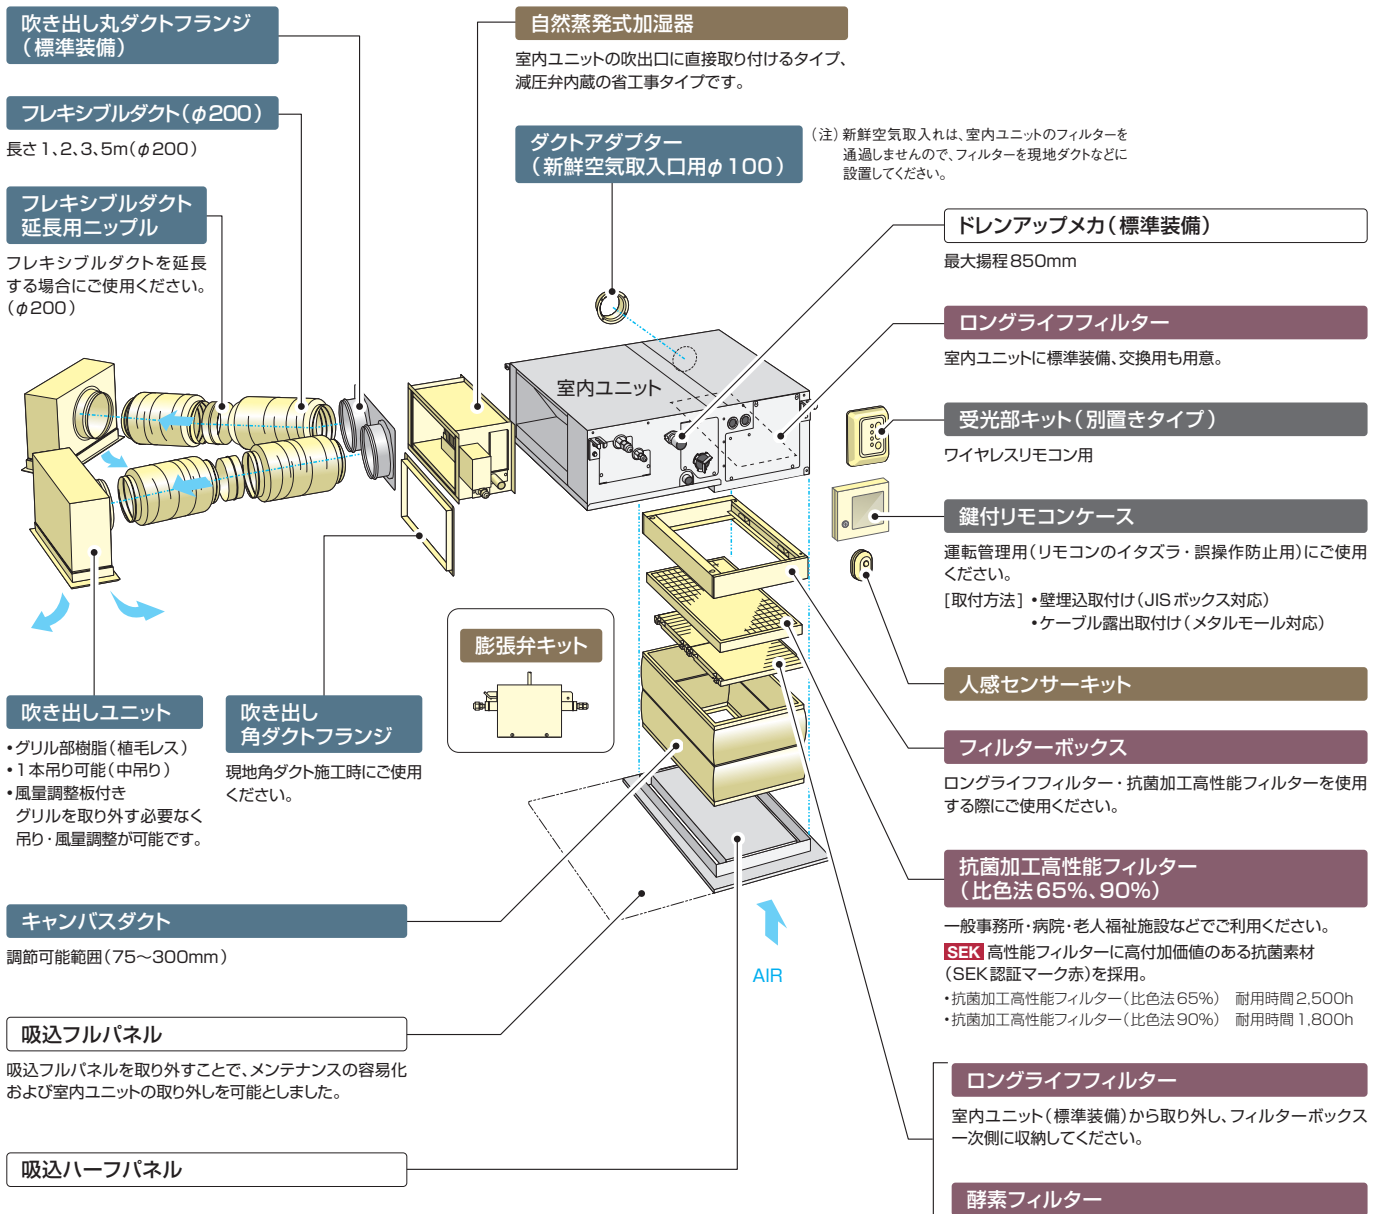 吹き出し丸ダクトフランジ
（標準装備）
フレキシブルダクト（φ200）
長さ1、2、3、5m（φ200）
フレキシブルダクト
延長用ニップル
フレキシブルダクトを延長
する場合にご使用ください。
（φ200）
自然蒸発式加湿器
室内ユニットの吹出口に直接取り付けるタイプ、
減圧弁内蔵の省工事タイプです。
ダクトアダプター
（新鮮空気取入口用φ100）
（注）新鮮空気取入れは、室内ユニットのフィルターを
通過しませんので、フィルターを現地ダクトなどに
設置してください。
室内ユニット
ドレンアップメカ（標準装備）
最大揚程850mm
ロングライフフィルター
室内ユニットに標準装備、交換用も用意。
受光部キット（別置きタイプ）
ワイヤレスリモコン用
鍵付リモコンケース
運転管理用（リモコンのイタズラ・誤操作防止用）にご使用
ください。
[取付方法] •壁埋込取付け（JISボックス対応）
•ケーブル露出取付け（メタルモール対応）
人感センサーキット
フィルターボックス
ロングライフフィルター・抗菌加工高性能フィルターを使用
する際にご使用ください。
抗菌加工高性能フィルター
（比色法65%、90%）
一般事務所・病院・老人福祉施設などでご利用ください。
SEK 高性能フィルターに高付加価値のある抗菌素材
（SEK認証マーク赤）を採用。
•抗菌加工高性能フィルター（比色法65%） 耐用時間2,500h
•抗菌加工高性能フィルター（比色法90%） 耐用時間1,800h
ロングライフフィルター
室内ユニット（標準装備）から取り外し、フィルターボックス
一次側に収納してください。
酵素フィルター
膨張弁キット
吹き出しユニット
•グリル部樹脂（植毛レス）
•1本吊り可能（中吊り）
•風量調整板付き
グリルを取り外す必要なく
吊り・風量調整が可能です。
吹き出し
角ダクトフランジ
現地角ダクト施工時にご使用
ください。
キャンバスダクト
調節可能範囲（75～300mm）
AIR
吸込フルパネル
吸込フルパネルを取り外すことで、メンテナンスの容易化
および室内ユニットの取り外しを可能としました。
吸込ハーフパネル